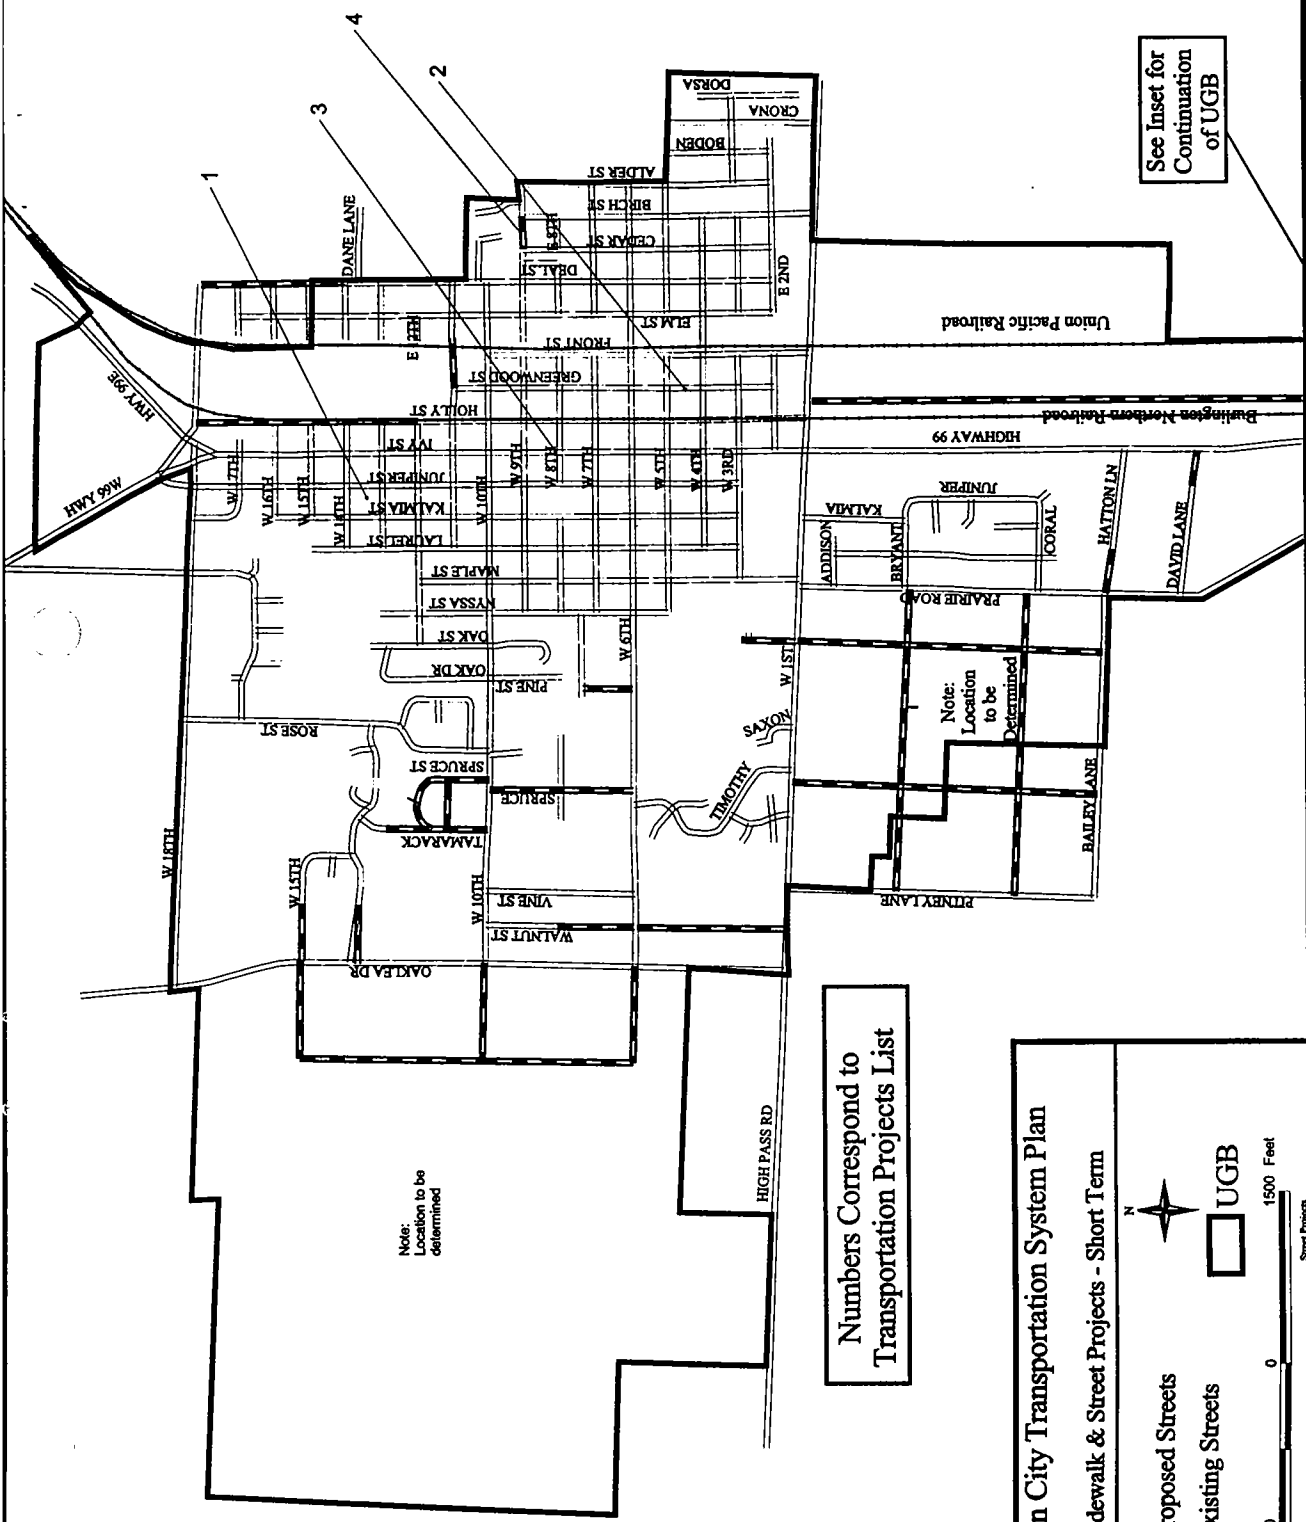 4
2
3
1
See Inset for
Continuation
of UGB
DORSA
CRONA
BODEN
ALDER ST
BIRCH ST
E 8TH
CEDAR ST
DEAL ST
DANE LANE
E 2ND
ELM ST
E 12TH
FRONT ST
Union Pacific Railroad
GREENWOOD ST
HOLLY ST
Burlington Northern Railroad
HWY 99E
HWY 99W
IVY ST
HIGHWAY 99
W 17TH
W 16TH
W 15TH
W 14TH
JUNIPER ST
KALMIA ST
LAUREL ST
W 10TH
W 9TH
W 8TH
W 7TH
W 5TH
W 4TH
W 3RD
MAPLE ST
NYSSA ST
OAK ST
OAK DR
PINE ST
W 6TH
W 1ST
KALMIA
JUNIPER
ADDISON
BRYANT
CORAL
HATTON LN
DAVID LANE
PRAIRIE ROAD
Note:
Location
to be
Determined
ROSE ST
SPRUCE ST
SPRUCE
SAXON
TIMOTHY
TAMARACK
W 18TH
W 15TH
W 10TH
VINE ST
WALNUT ST
OAKLEA DR
BAILEY LANE
PITNEY LANE
HIGH PASS RD
Note:
Location to be
determined
Numbers Correspond to
Transportation Projects List
n City Transportation System Plan
dewalk & Street Projects - Short Term
N
UGB
roposed Streets
xisting Streets
0
1500 Feet
Street Projects